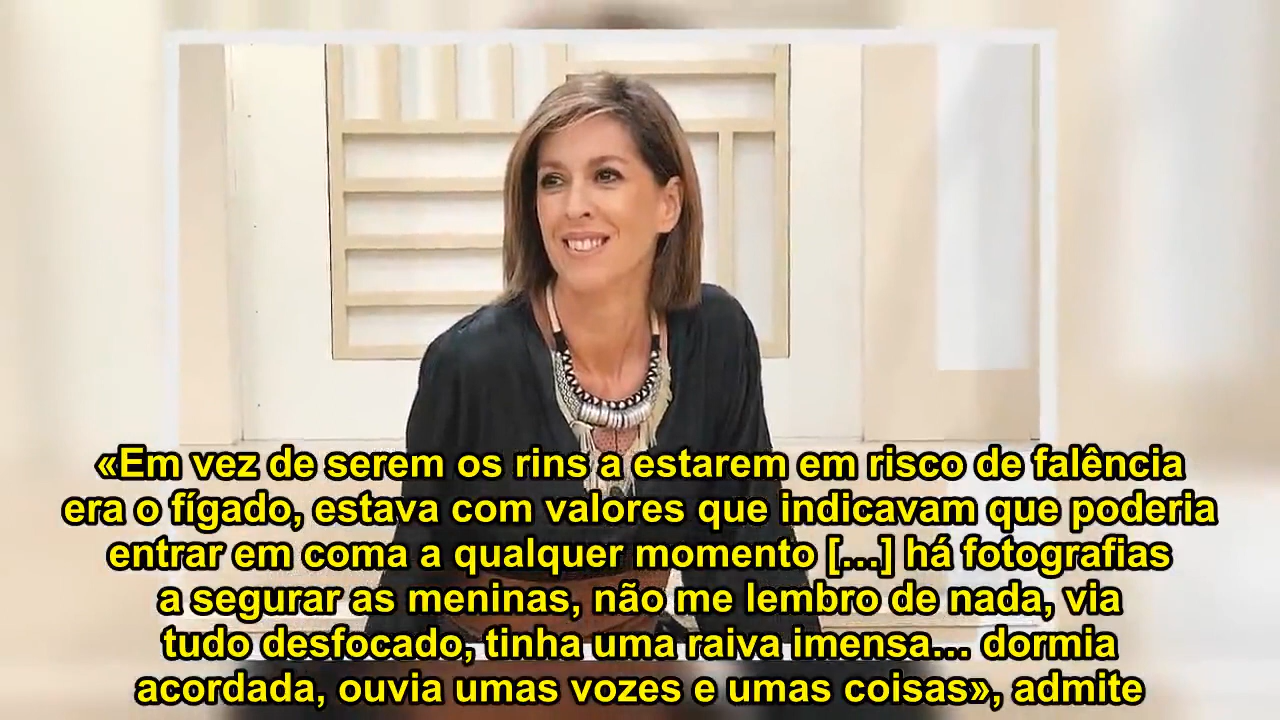 «Em vez de serem os rins a estarem em risco de falência
era o fígado, estava com valores que indicavam que poderia
entrar em coma a qualquer momento [...] há fotografias
a segurar as meninas, não me lembro de nada, via
tudo desfocado, tinha uma raiva imensa... dormia
acordada, ouvia umas vozes e umas coisas», admite